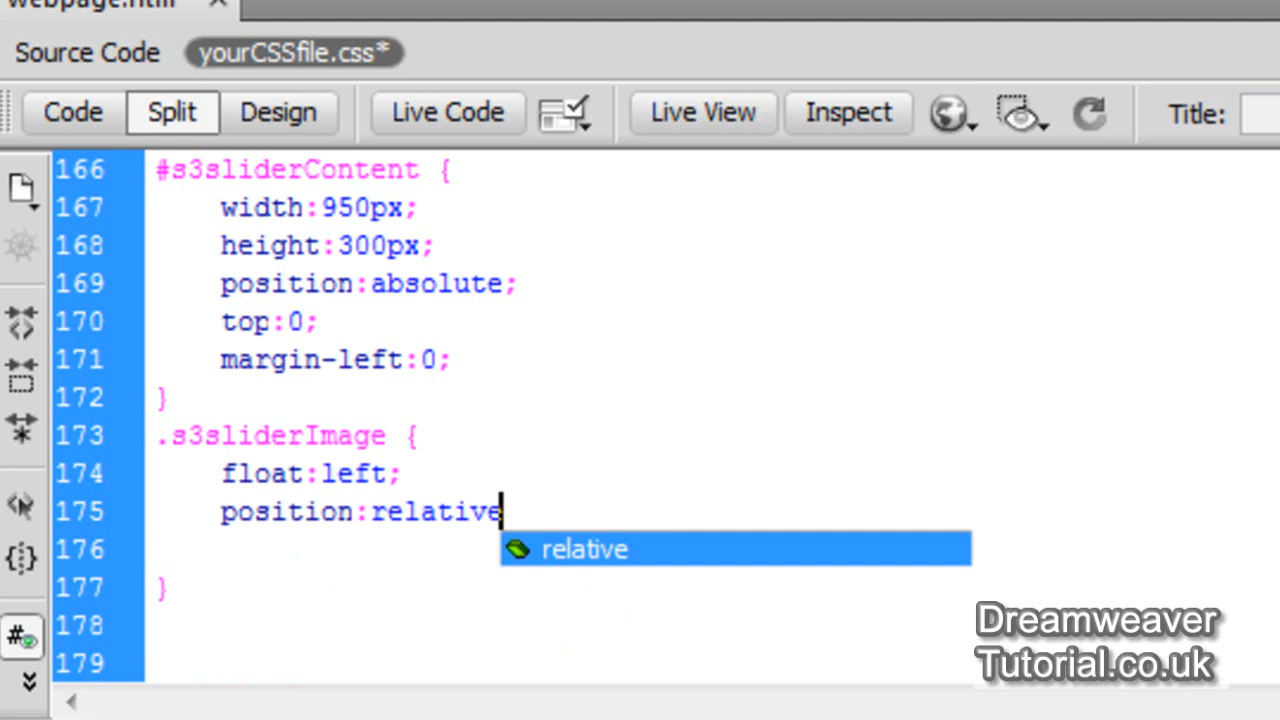 webpage.html
Source Code yourCSSfile.css*
Code Split Design Live Code Live View Inspect Title:
166 #s3sliderContent {
167 width:950px;
168 height:300px;
169 position:absolute;
170 top:0;
171 margin-left:0;
172 }
173 .s3sliderImage {
174 float:left;
175 position:relative
176 relative
177 }
178
179
Dreamweaver
Tutorial.co.uk